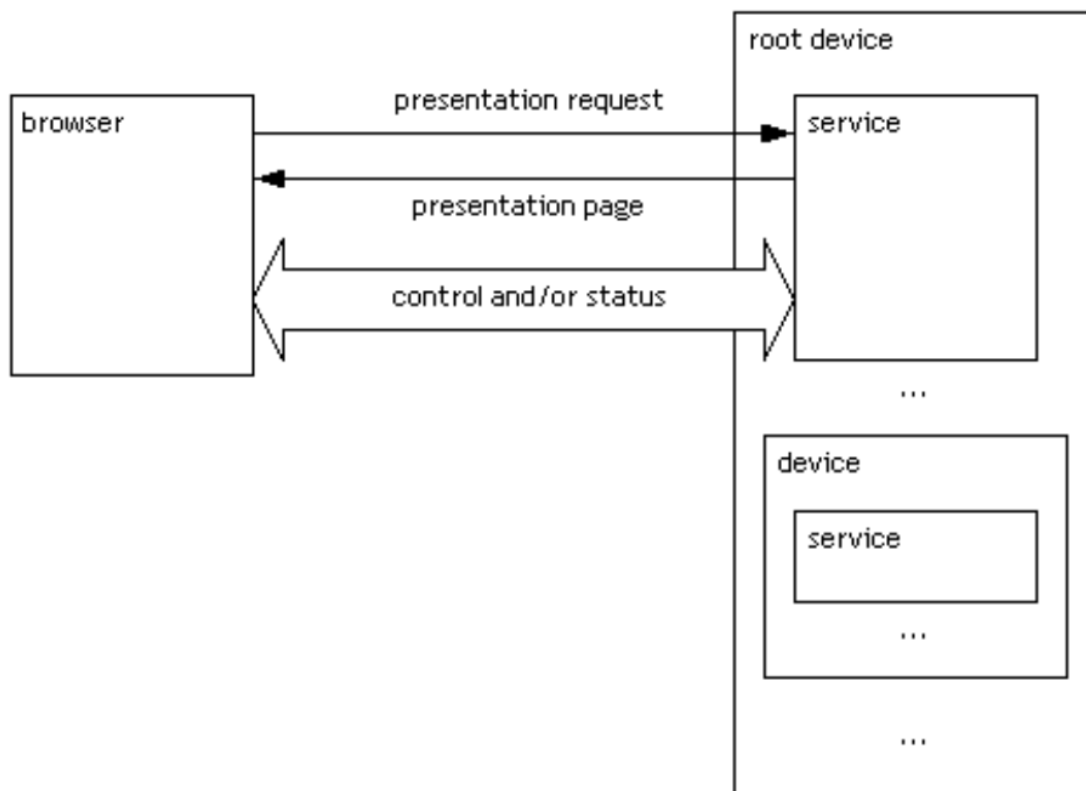 root device
browser
presentation request
service
presentation page
control and/or status
...
device
service
...
...